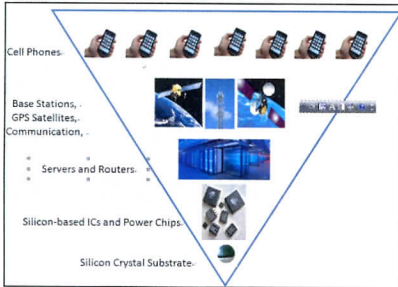 Cell Phones
Base Stations,
GPS Satellites,
Communication,
Servers and Routers
Silicon-based ICs and Power Chips
Silicon Crystal Substrate